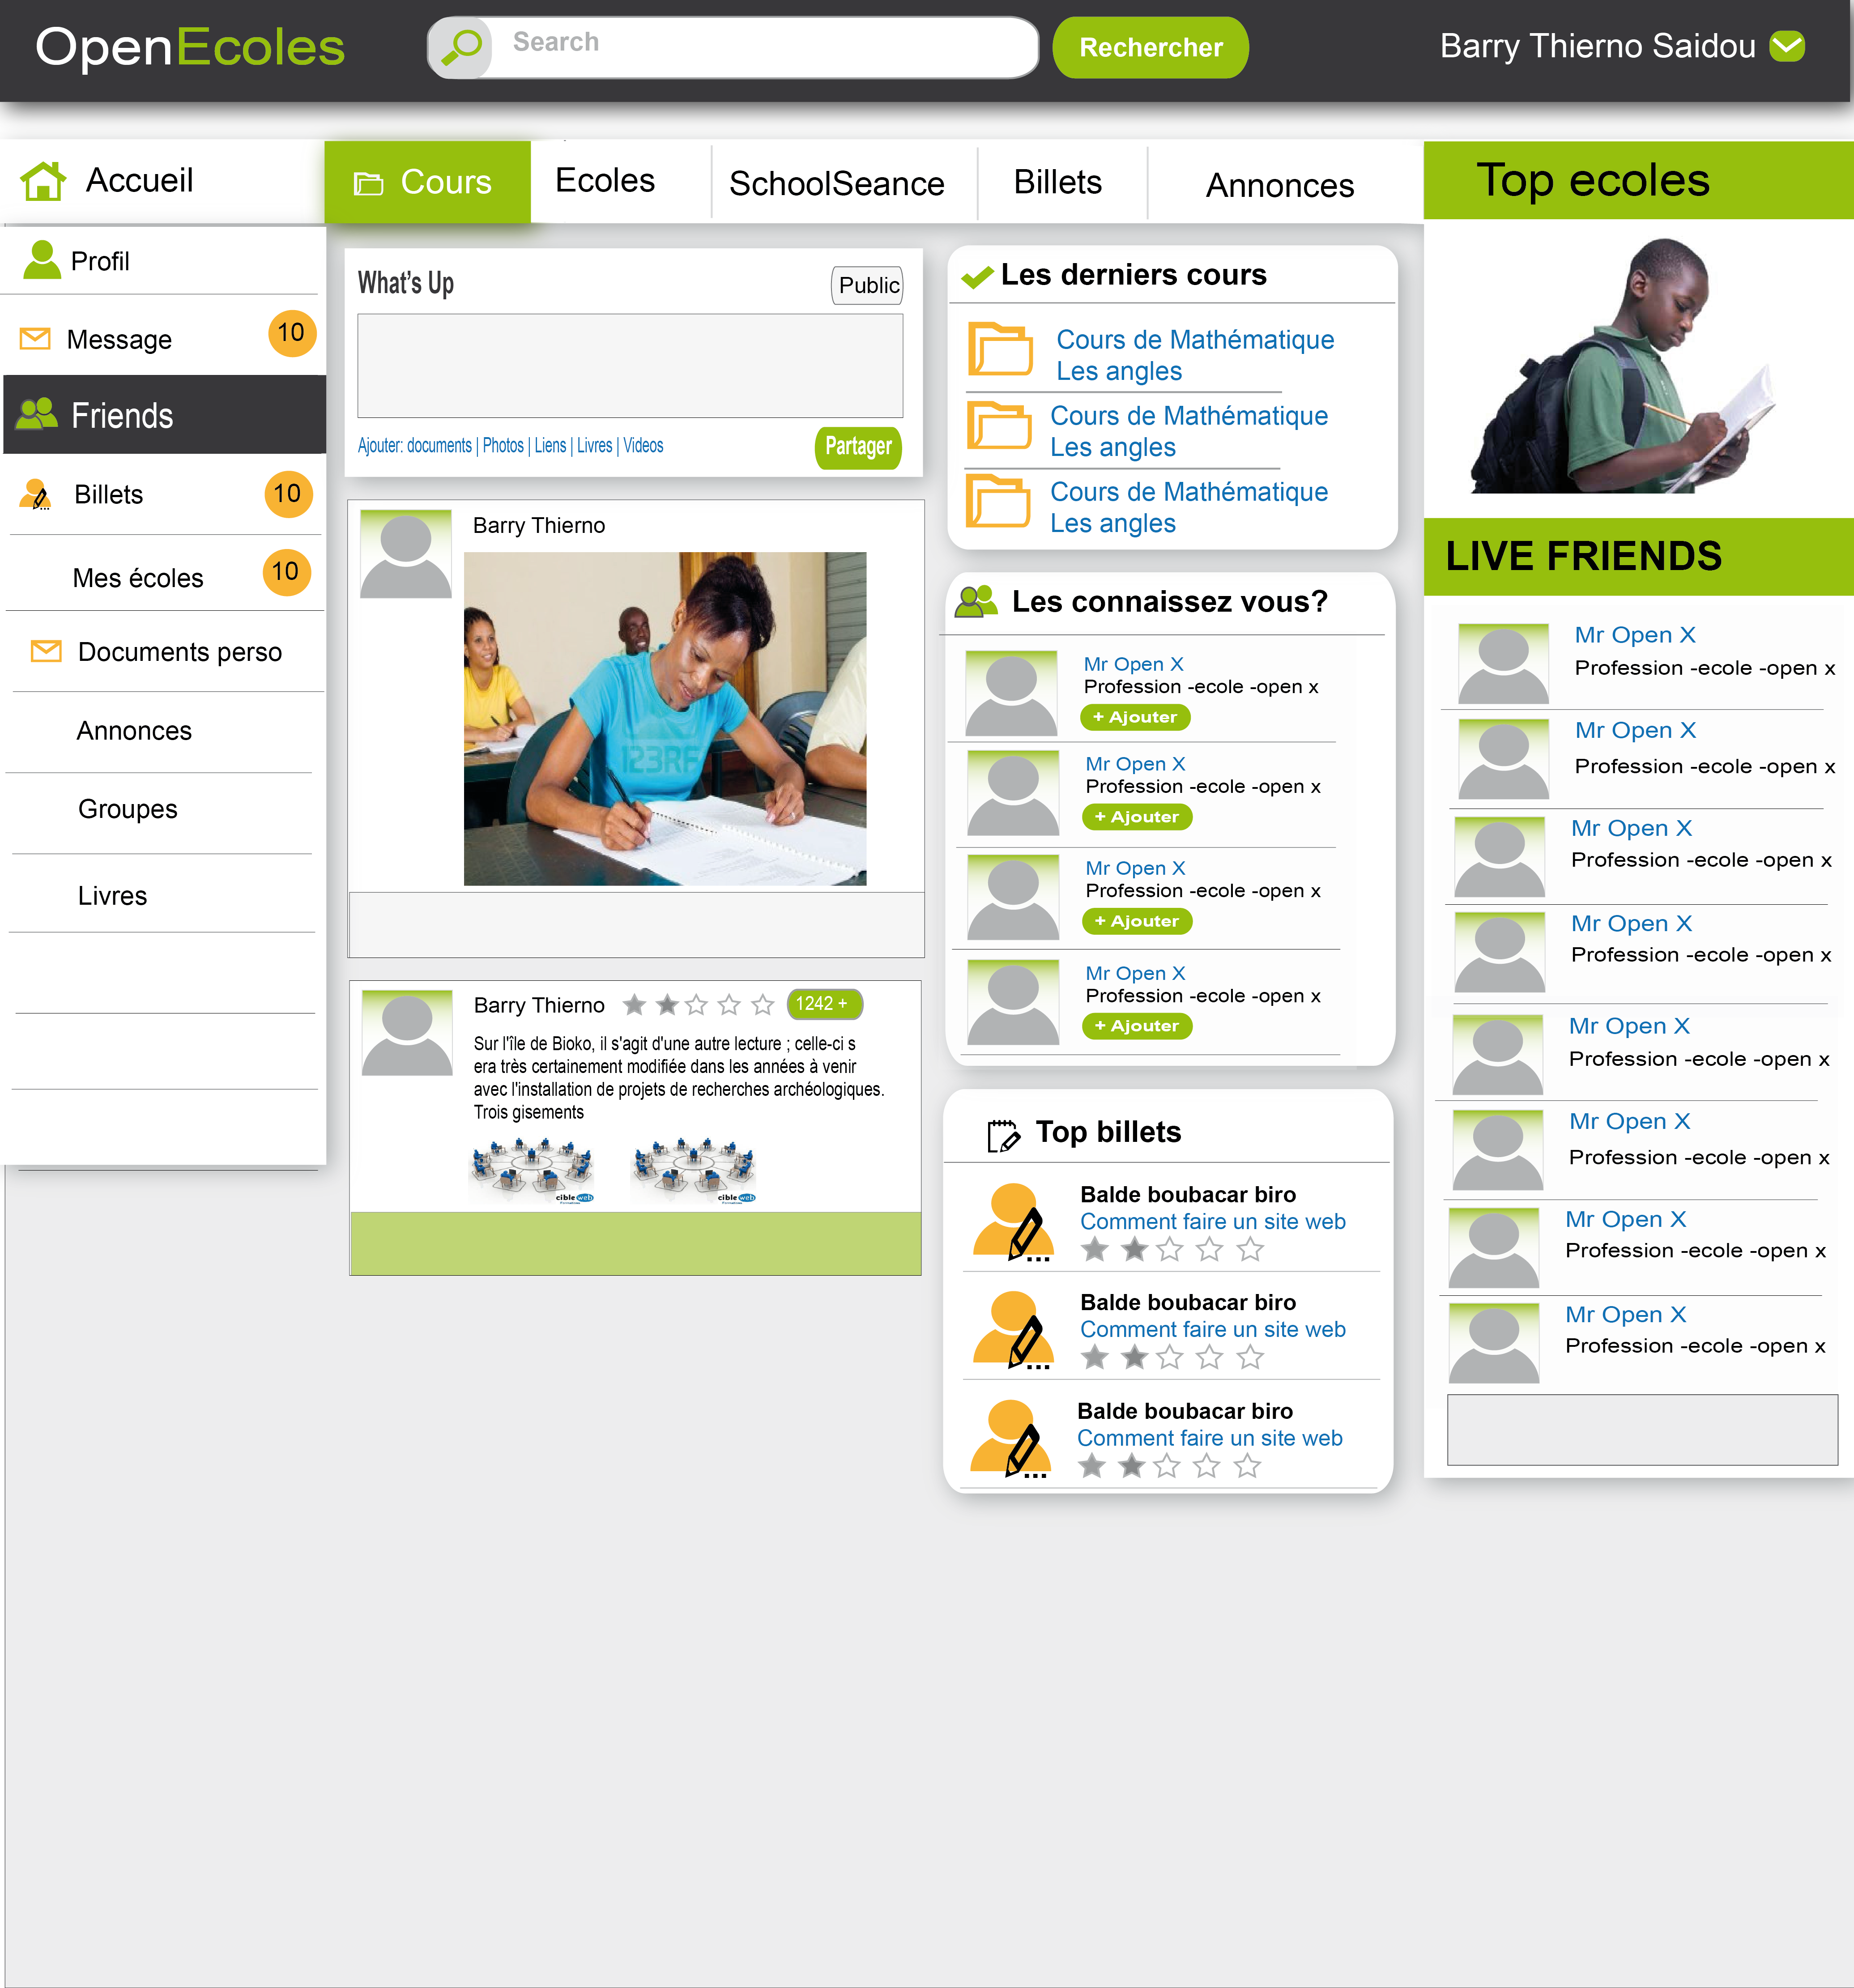 OpenEcoles
Search
Rechercher
Barry Thierno Saidou
Accueil
Cours
Ecoles
SchoolSeance
Billets
Annonces
Top ecoles
Profil
Message
10
Friends
Billets
10
Mes écoles
10
Documents perso
Annonces
Groupes
Livres
What's Up
Public
Ajouter: documents | Photos | Liens | Livres | Videos
Partager
Barry Thierno
123RF
Barry Thierno
1242 +
Sur l'île de Bioko, il s'agit d'une autre lecture ; celle-ci s
era très certainement modifiée dans les années à venir
avec l'installation de projets de recherches archéologiques.
Trois gisements
cible web
cible web
Les derniers cours
Cours de Mathématique
Les angles
Cours de Mathématique
Les angles
Cours de Mathématique
Les angles
Les connaissez vous?
Mr Open X
Profession -ecole -open x
+ Ajouter
Mr Open X
Profession -ecole -open x
+ Ajouter
Mr Open X
Profession -ecole -open x
+ Ajouter
Mr Open X
Profession -ecole -open x
+ Ajouter
Top billets
Balde boubacar biro
Comment faire un site web
Balde boubacar biro
Comment faire un site web
Balde boubacar biro
Comment faire un site web
LIVE FRIENDS
Mr Open X
Profession -ecole -open x
Mr Open X
Profession -ecole -open x
Mr Open X
Profession -ecole -open x
Mr Open X
Profession -ecole -open x
Mr Open X
Profession -ecole -open x
Mr Open X
Profession -ecole -open x
Mr Open X
Profession -ecole -open x
Mr Open X
Profession -ecole -open x